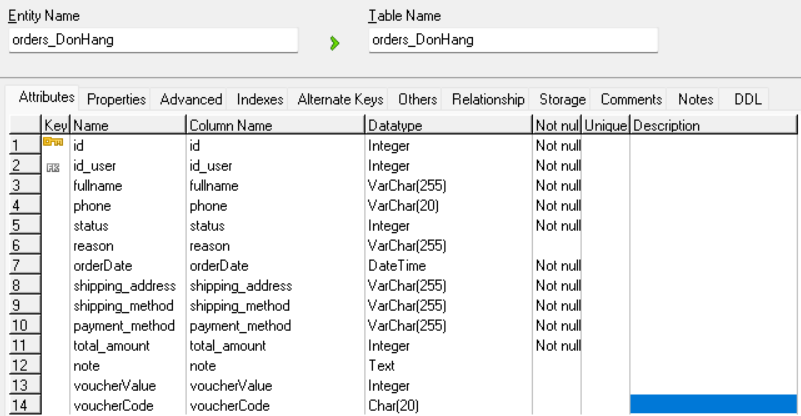 Entity Name Table Name
orders_DonHang orders_DonHang
Attributes Properties Advanced Indexes Alternate Keys Others Relationship Storage Comments Notes DDL
Key Name Column Name Datatype Not nul Unique Description
1 id id Integer Not null
2 FK id_user id_user Integer Not null
3 fullname fullname VarChar(255) Not null
4 phone phone VarChar(20) Not null
5 status status Integer Not null
6 reason reason VarChar(255)
7 orderDate orderDate DateTime Not null
8 shipping_address shipping_address VarChar(255) Not null
9 shipping_method shipping_method VarChar(255) Not null
10 payment_method payment_method VarChar(255) Not null
11 total_amount total_amount Integer Not null
12 note note Text
13 voucherValue voucherValue Integer
14 voucherCode voucherCode Char(20)